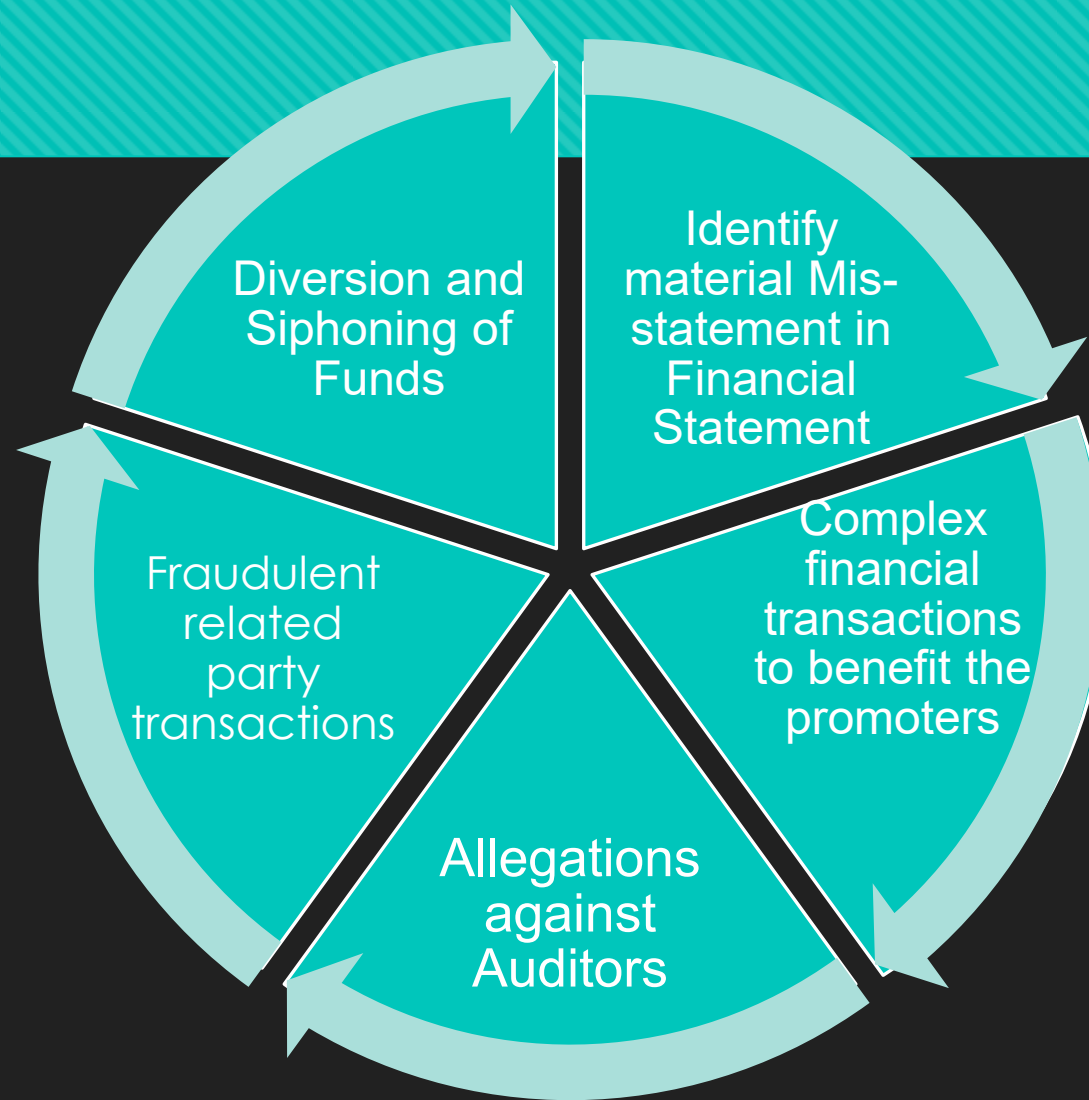 Identify
material Mis-
statement in
Financial
Statement
Complex
financial
transactions
to benefit the
promoters
Allegations
against
Auditors
Fraudulent
related
party
transactions
Diversion and
Siphoning of
Funds